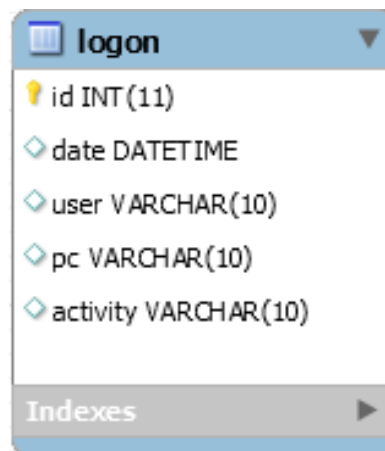 logon
id INT(11)
date DATETIME
user VARCHAR(10)
pc VARCHAR(10)
activity VARCHAR(10)
Indexes